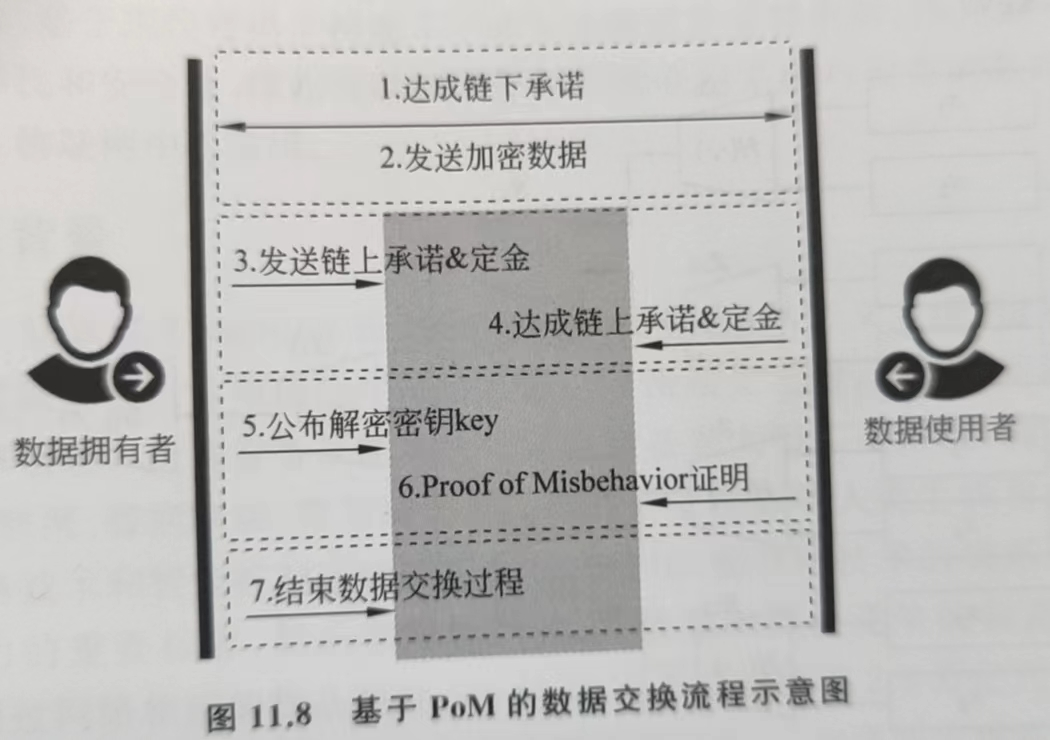 1.达成链下承诺
2.发送加密数据
3.发送链上承诺&定金
4.达成链上承诺&定金
数据拥有者
数据使用者
5.公布解密密钥key
6.Proof of Misbehavior证明
7.结束数据交换过程
图 11.8 基于 PoM 的数据交换流程示意图